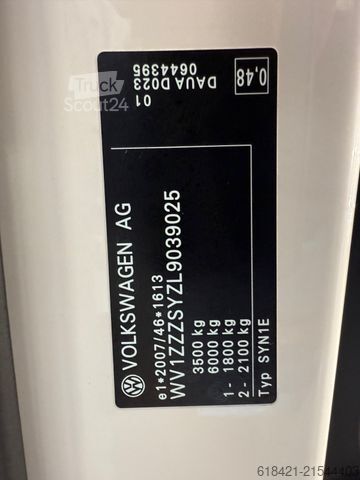 VOLKSWAGEN AG
e1*2007/46*1613
WV1ZZZSYZL9039025
3500 kg
6000 kg
1- 1800 kg
2- 2100 kg
Typ SYN1E
01
DAUA D023
0644395
0,48
Truck
Scout24
618421-21544403